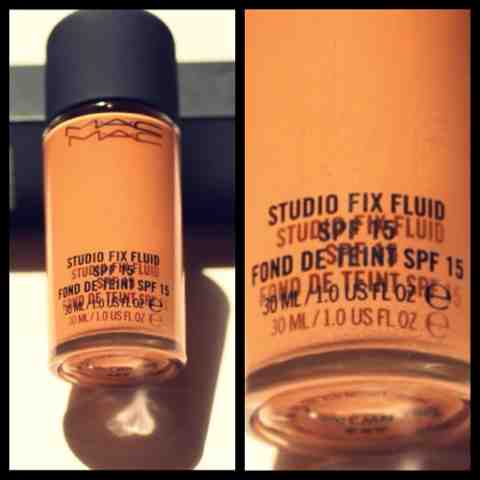 MAC
STUDIO FIX FLUID
SPF 15
FOND DE TEINT SPF 15
30 ML / 1.0 US FL OZ ℮
STUDIO FIX FLUID
SPF 15
FOND DE TEINT SPF 15
30 ML / 1.0 US FL OZ ℮